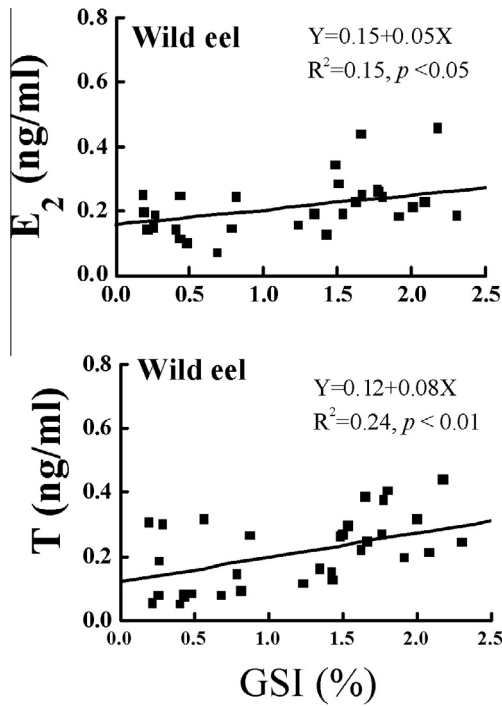 Wild eel
Y=0.15+0.05X
R²=0.15, p <0.05
E₂ (ng/ml)
0.8
0.6
0.4
0.2
0.0
0.0 0.5 1.0 1.5 2.0 2.5
Wild eel
Y=0.12+0.08X
R²=0.24, p < 0.01
T (ng/ml)
0.8
0.6
0.4
0.2
0.0
0.0 0.5 1.0 1.5 2.0 2.5
GSI (%)